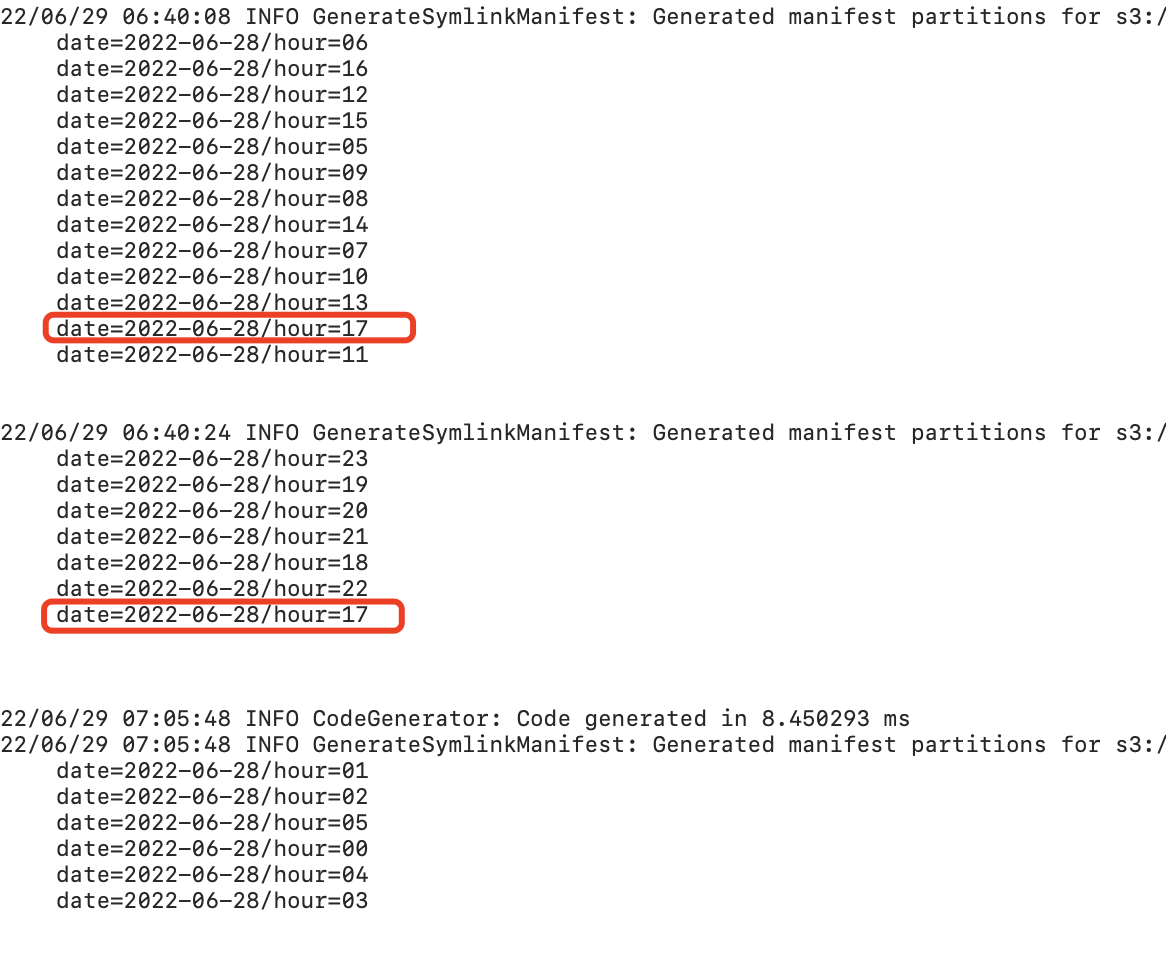 22/06/29 06:40:08 INFO GenerateSymlinkManifest: Generated manifest partitions for s3:/
date=2022-06-28/hour=06
date=2022-06-28/hour=16
date=2022-06-28/hour=12
date=2022-06-28/hour=15
date=2022-06-28/hour=05
date=2022-06-28/hour=09
date=2022-06-28/hour=08
date=2022-06-28/hour=14
date=2022-06-28/hour=07
date=2022-06-28/hour=10
date=2022-06-28/hour=13
date=2022-06-28/hour=17
date=2022-06-28/hour=11
22/06/29 06:40:24 INFO GenerateSymlinkManifest: Generated manifest partitions for s3:/
date=2022-06-28/hour=23
date=2022-06-28/hour=19
date=2022-06-28/hour=20
date=2022-06-28/hour=21
date=2022-06-28/hour=18
date=2022-06-28/hour=22
date=2022-06-28/hour=17
22/06/29 07:05:48 INFO CodeGenerator: Code generated in 8.450293 ms
22/06/29 07:05:48 INFO GenerateSymlinkManifest: Generated manifest partitions for s3:/
date=2022-06-28/hour=01
date=2022-06-28/hour=02
date=2022-06-28/hour=05
date=2022-06-28/hour=00
date=2022-06-28/hour=04
date=2022-06-28/hour=03